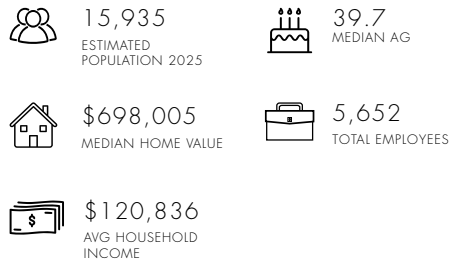 15,935
ESTIMATED
POPULATION 2025
39.7
MEDIAN AG
$698,005
MEDIAN HOME VALUE
5,652
TOTAL EMPLOYEES
$
$120,836
AVG HOUSEHOLD
INCOME